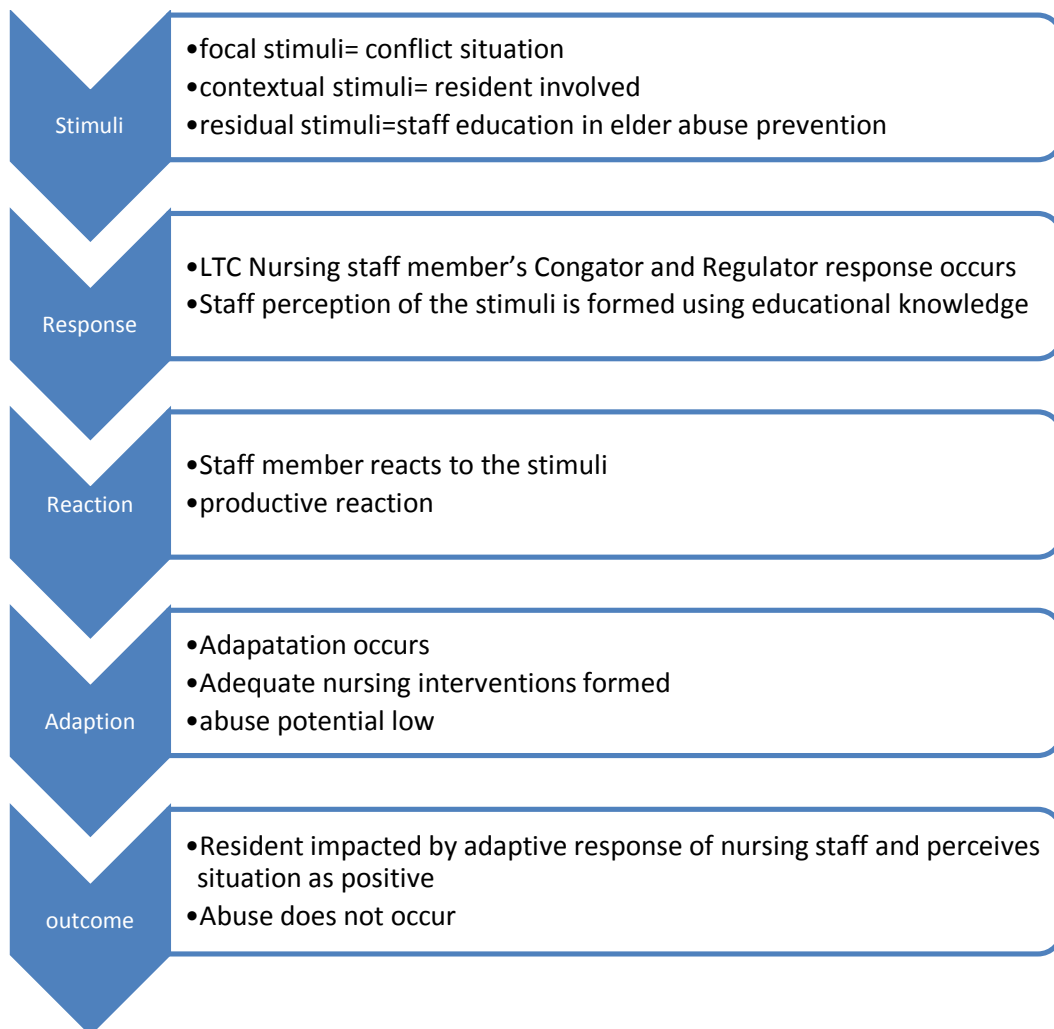 Stimuli
•focal stimuli= conflict situation
•contextual stimuli= resident involved
•residual stimuli=staff education in elder abuse prevention
Response
•LTC Nursing staff member’s Congator and Regulator response occurs
•Staff perception of the stimuli is formed using educational knowledge
Reaction
•Staff member reacts to the stimuli
•productive reaction
Adaption
•Adapatation occurs
•Adequate nursing interventions formed
•abuse potential low
outcome
•Resident impacted by adaptive response of nursing staff and perceives
situation as positive
•Abuse does not occur